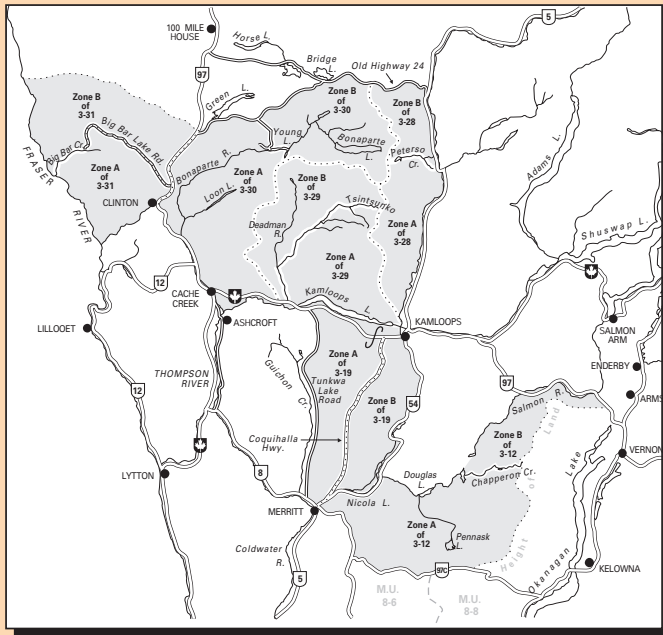 100 MILE
HOUSE
Horse L.
5
Bridge
L.
Old Highway 24
97
Zone B
of
3-31
Green L.
Zone B
of
3-30
Zone B
of
3-28
Big Bar Lake Rd.
Big Bar Cr.
Young
L.
Bonaparte
L.
Peterso
Cr.
Adams L.
FRASER
RIVER
Zone A
of
3-31
Bonaparte R.
Loon L.
Zone A
of
3-30
Zone B
of
3-29
Tsintsunko
CLINTON
Deadman
R.
Zone A
of
3-28
Shuswap L.
Zone A
of
3-29
12
CACHE
CREEK
Kamloops
L.
LILLOOET
ASHCROFT
KAMLOOPS
SALMON
ARM
THOMPSON
RIVER
Guichon
Cr.
Zone A
of
3-19
Tunkwa
Lake
Road
ENDERBY
97
12
Zone B
of
3-19
54
Salmon R.
ARMS
Zone B
of
3-12
Land
of
Height
Coquihalla
Hwy.
VERNON
LYTTON
8
Douglas
L.
Chapperon Cr.
Nicola L.
MERRITT
Zone A
of
3-12
Pennask
L.
Okanagan
Lake
Coldwater
R.
5
97C
KELOWNA
M.U.
8-6
M.U.
8-8